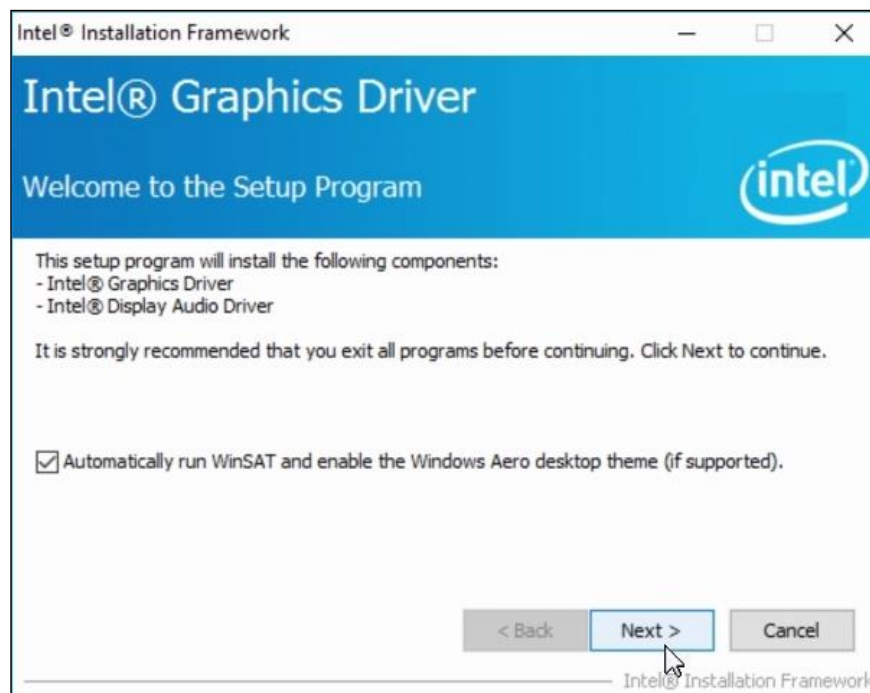 Intel® Installation Framework
Intel® Graphics Driver
Welcome to the Setup Program
intel
This setup program will install the following components:
- Intel® Graphics Driver
- Intel® Display Audio Driver
It is strongly recommended that you exit all programs before continuing. Click Next to continue.
Automatically run WinSAT and enable the Windows Aero desktop theme (if supported).
< Back Next > Cancel
Intel® Installation Framework